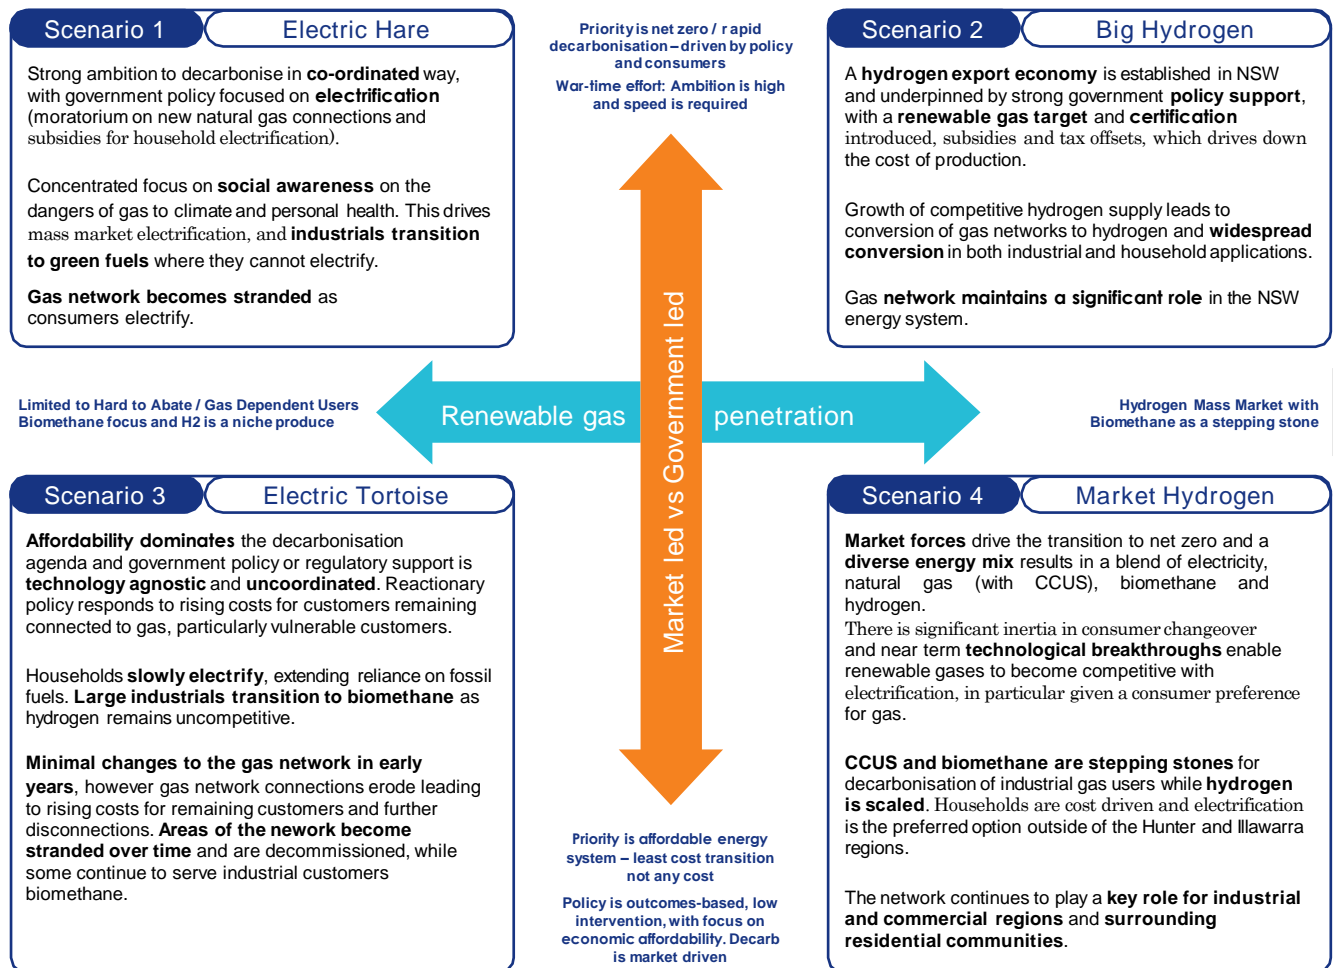 Scenario 1
Electric Hare
Strong ambition to decarbonise in co-ordinated way,
with government policy focused on electrification
(moratorium on new natural gas connections and
subsidies for household electrification).
Concentrated focus on social awareness on the
dangers of gas to climate and personal health. This drives
mass market electrification, and industrials transition
to green fuels where they cannot electrify.
Gas network becomes stranded as
consumers electrify.
Priority is net zero / r apid
decarbonisation – driven by policy
and consumers
War-time effort: Ambition is high
and speed is required
Scenario 2
Big Hydrogen
A hydrogen export economy is established in NSW
and underpinned by strong government policy support,
with a renewable gas target and certification
introduced, subsidies and tax offsets, which drives down
the cost of production.
Growth of competitive hydrogen supply leads to
conversion of gas networks to hydrogen and widespread
conversion in both industrial and household applications.
Gas network maintains a significant role in the NSW
energy system.
Limited to Hard to Abate / Gas Dependent Users
Biomethane focus and H2 is a niche produce
Renewable gas penetration
Market led vs Government led
Hydrogen Mass Market with
Biomethane as a stepping stone
Scenario 3
Electric Tortoise
Affordability dominates the decarbonisation
agenda and government policy or regulatory support is
technology agnostic and uncoordinated. Reactionary
policy responds to rising costs for customers remaining
connected to gas, particularly vulnerable customers.
Households slowly electrify, extending reliance on fossil
fuels. Large industrials transition to biomethane as
hydrogen remains uncompetitive.
Minimal changes to the gas network in early
years, however gas network connections erode leading
to rising costs for remaining customers and further
disconnections. Areas of the nework become
stranded over time and are decommissioned, while
some continue to serve industrial customers
biomethane.
Priority is affordable energy
system – least cost transition
not any cost
Policy is outcomes-based, low
intervention, with focus on
economic affordability. Decarb
is market driven
Scenario 4
Market Hydrogen
Market forces drive the transition to net zero and a
diverse energy mix results in a blend of electricity,
natural gas (with CCUS), biomethane and
hydrogen.
There is significant inertia in consumer changeover
and near term technological breakthroughs enable
renewable gases to become competitive with
electrification, in particular given a consumer preference
for gas.
CCUS and biomethane are stepping stones for
decarbonisation of industrial gas users while hydrogen
is scaled. Households are cost driven and electrification
is the preferred option outside of the Hunter and Illawarra
regions.
The network continues to play a key role for industrial
and commercial regions and surrounding
residential communities.